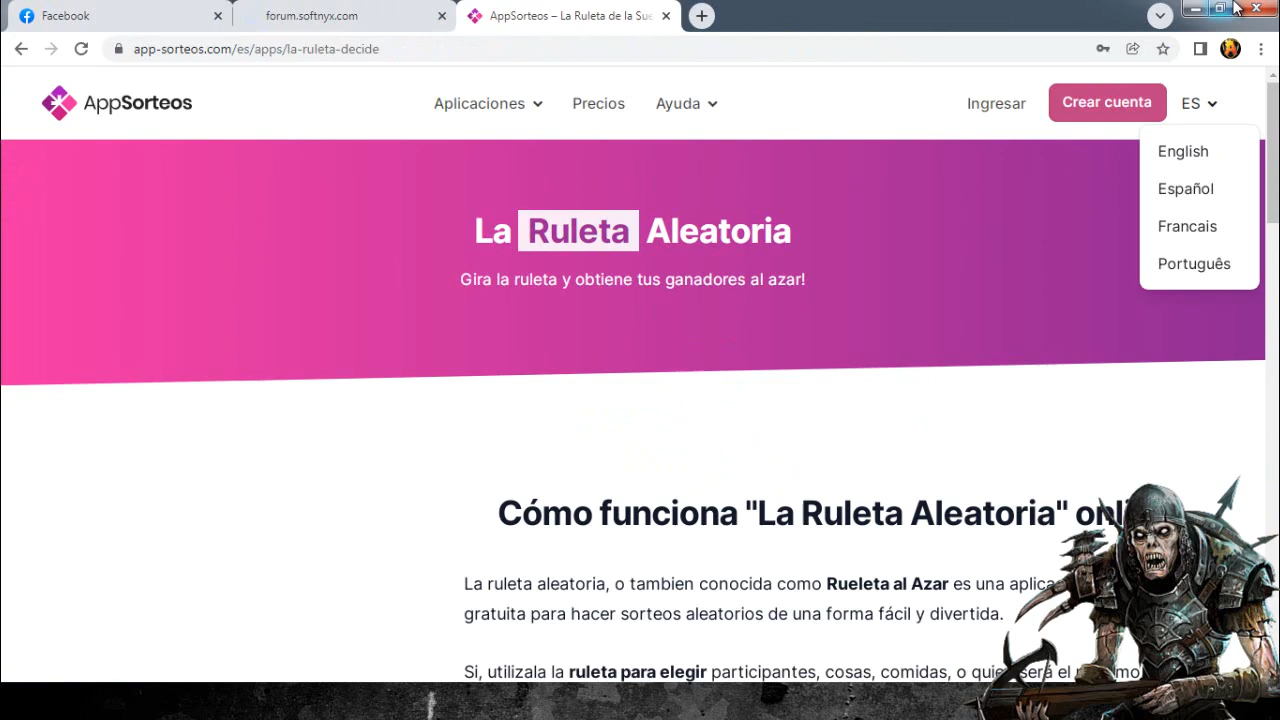 Facebook
forum.softnyx.com
AppSorteos – La Ruleta de la Sue
app-sorteos.com/es/apps/la-ruleta-decide
AppSorteos
Aplicaciones
Precios
Ayuda
Ingresar
Crear cuenta
ES
English
Español
Francais
Português
La Ruleta Aleatoria
Gira la ruleta y obtiene tus ganadores al azar!
Cómo funciona "La Ruleta Aleatoria"
La ruleta aleatoria, o tambien conocida como Rueleta al Azar es una
gratuita para hacer sorteos aleatorios de una forma fácil y divertida.
Si, utilizala la ruleta para elegir participantes, cosas, comidas, o